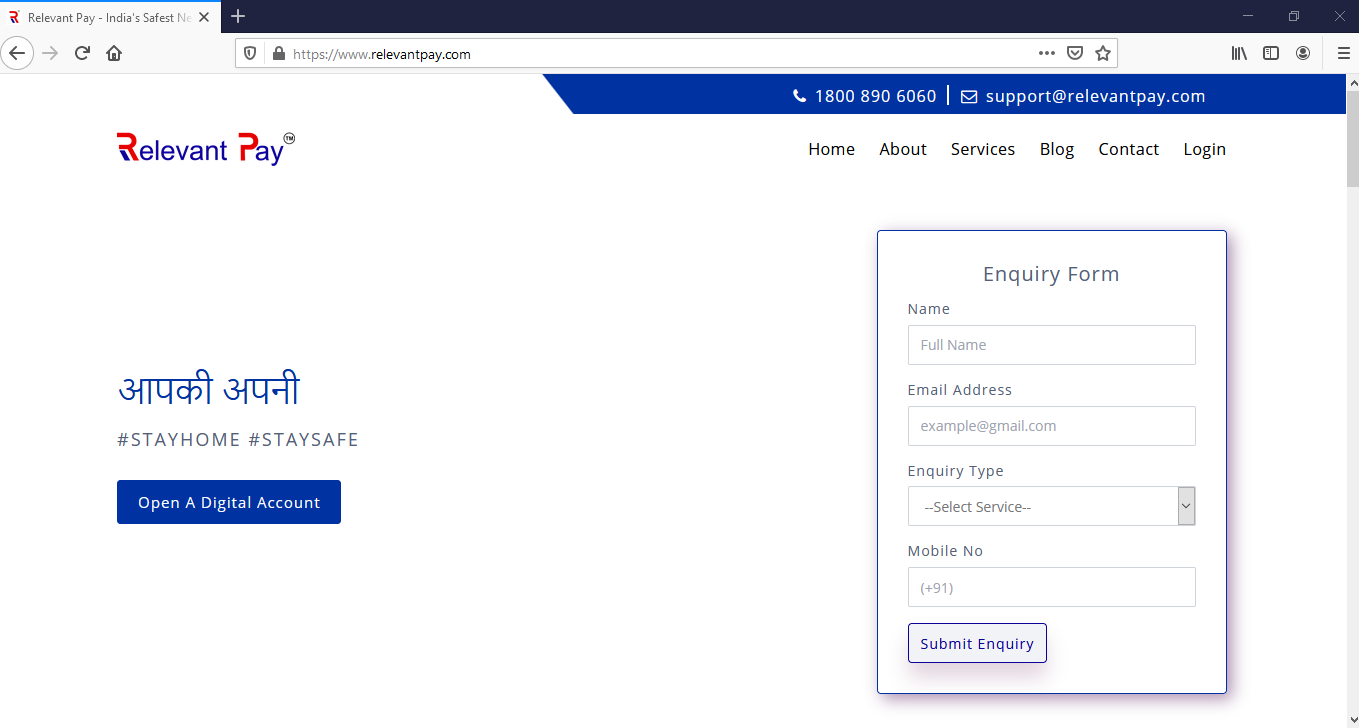 Relevant Pay - India's Safest Ne
https://www.relevantpay.com
1800 890 6060 support@relevantpay.com
Relevant Pay TM
Home About Services Blog Contact Login
Enquiry Form
Name
Full Name
आपकी अपनी
Email Address
example@gmail.com
#STAYHOME #STAYSAFE
Enquiry Type
--Select Service--
Open A Digital Account
Mobile No
(+91)
Submit Enquiry